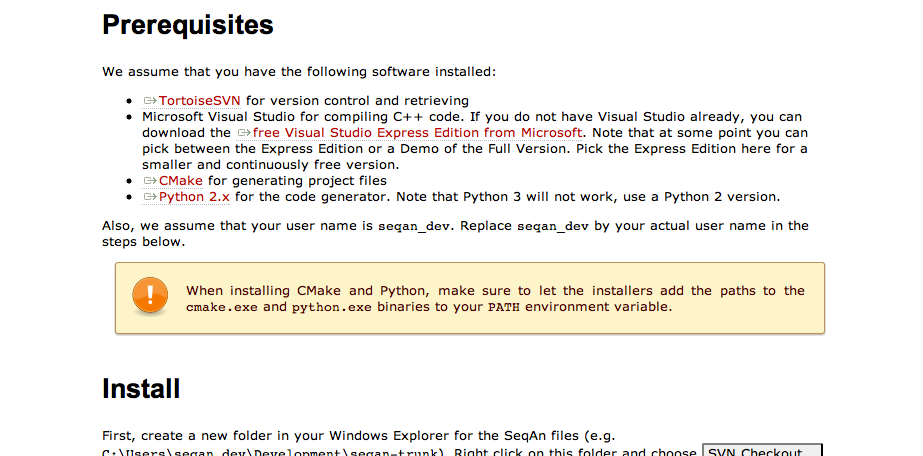 Prerequisites
We assume that you have the following software installed:
TortoiseSVN for version control and retrieving
Microsoft Visual Studio for compiling C++ code. If you do not have Visual Studio already, you can
download the free Visual Studio Express Edition from Microsoft. Note that at some point you can
pick between the Express Edition or a Demo of the Full Version. Pick the Express Edition here for a
smaller and continuously free version.
CMake for generating project files
Python 2.x for the code generator. Note that Python 3 will not work, use a Python 2 version.
Also, we assume that your user name is seqan_dev. Replace seqan_dev by your actual user name in the
steps below.
When installing CMake and Python, make sure to let the installers add the paths to the
cmake.exe and python.exe binaries to your PATH environment variable.
Install
First, create a new folder in your Windows Explorer for the SeqAn files (e.g.
C:\Users\seqan_dev\Development\seqan-trunk). Right click on this folder and choose SVN Checkout